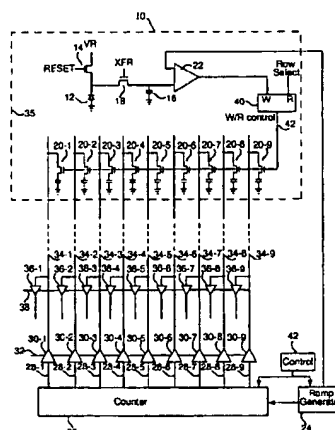 10
VR
14
RESET
XFR
22
Row
Select
12
18
16
40
W R
W/R control
42
35
20-1 20-2 20-3 20-4 20-5 20-6 20-7 20-8 20-9
34-1 34-2 34-3 34-4 34-5 34-6 34-7 34-8 34-9
36-1 36-2 36-3 36-4 36-5 36-6 36-7 36-8 36-9
38
30-1 30-2 30-3 30-4 30-5 30-6 30-7 30-8 30-9
32
28-1 28-2 28-3 28-4 28-5 28-6 28-7 28-8 28-9
42
Control
Counter
Ramp
Generator
24